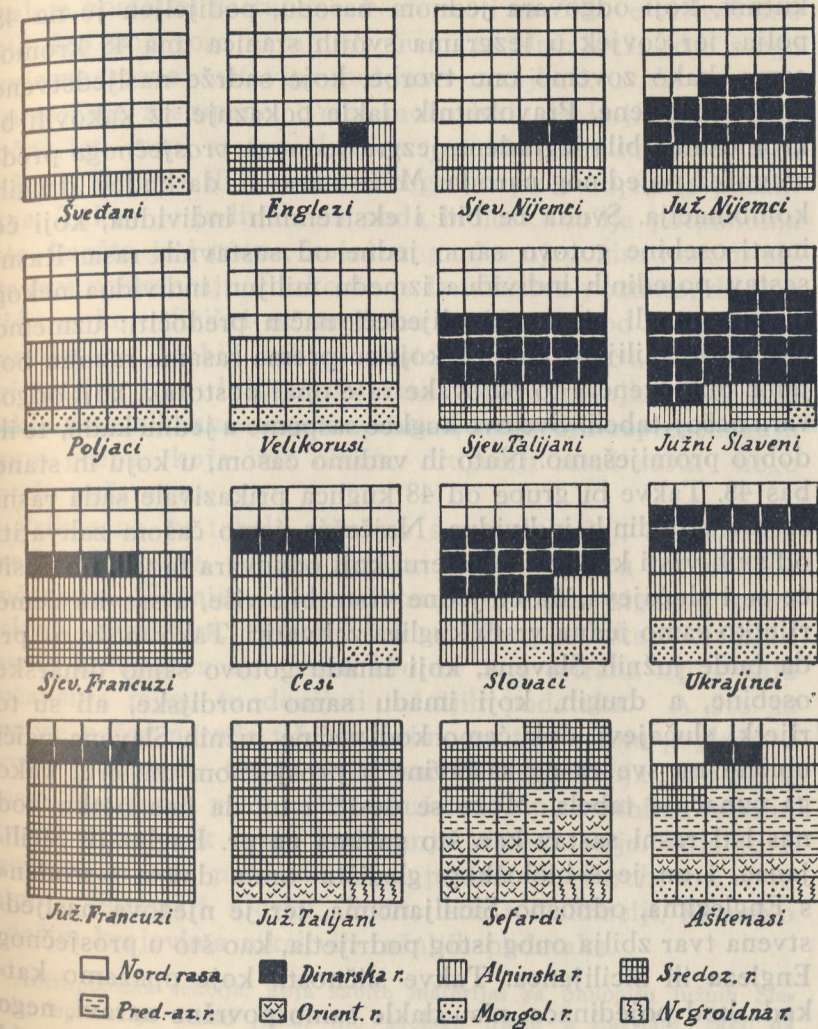 Šveđani Englezi Sjev. Nijemci Juž. Nijemci
Poljaci Velikorusi Sjev. Talijani Južni Slaveni
Sjev. Francuzi Česi Slovaci Ukrajinci
Juž. Francuzi Juž. Talijani Sefardi Aškenasi
Nord. rasa Dinarska r. Alpinska r. Sredoz. r.
Pred.-az. r. Orient. r. Mongol. r. Negroidna r.